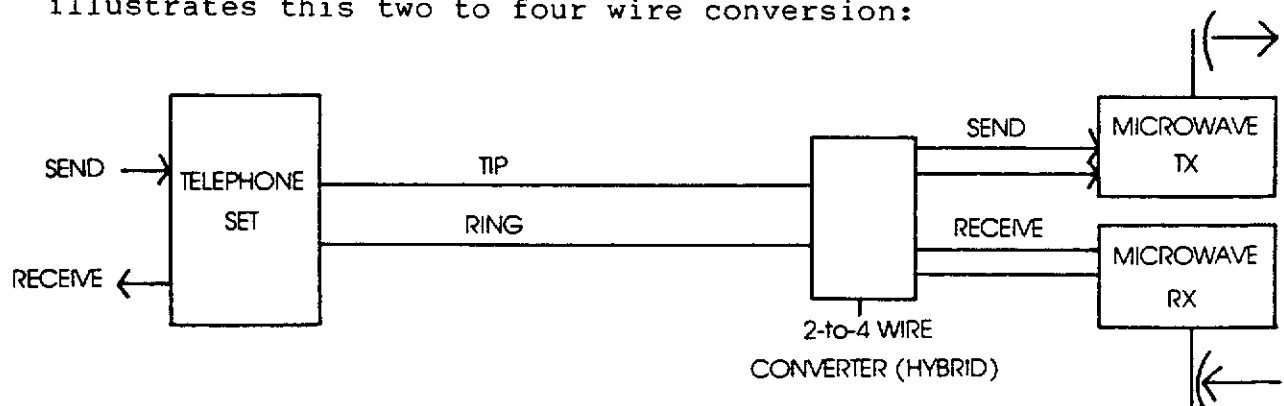 illustrates this two to four wire conversion:
SEND
RECEIVE
TELEPHONE
SET
TIP
RING
2-to-4 WIRE
CONVERTER (HYBRID)
SEND
RECEIVE
MICROWAVE
TX
MICROWAVE
RX